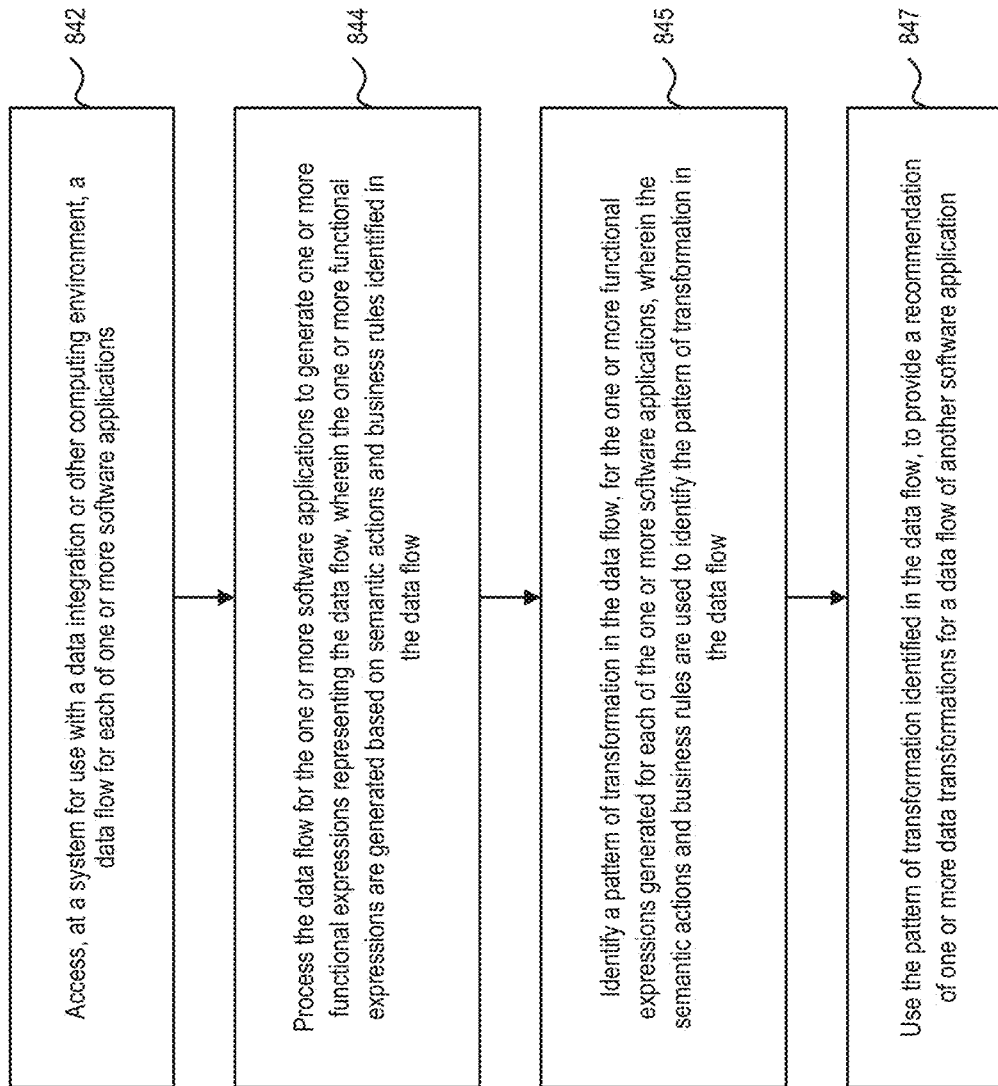 Access, at a system for use with a data integration or other computing environment, a
data flow for each of one or more software applications
842
Process the data flow for the one or more software applications to generate one or more
functional expressions representing the data flow, wherein the one or more functional
expressions are generated based on semantic actions and business rules identified in
the data flow
844
Identify a pattern of transformation in the data flow, for the one or more functional
expressions generated for each of the one or more software applications, wherein the
semantic actions and business rules are used to identify the pattern of transformation in
the data flow
845
Use the pattern of transformation identified in the data flow, to provide a recommendation
of one or more data transformations for a data flow of another software application
847